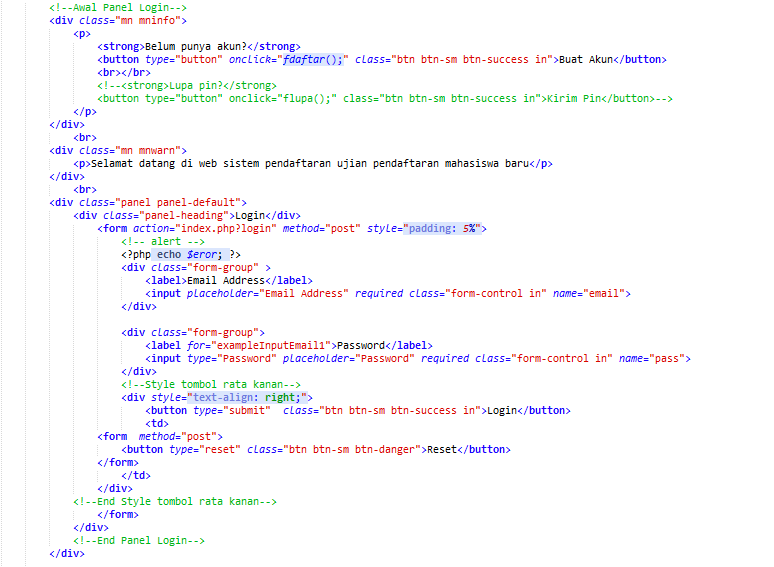 <!--Awal Panel Login-->
<div class="mn mninfo">
<p>
<strong>Belum punya akun?</strong>
<button type="button" onclick="fdaftar();" class="btn btn-sm btn-success in">Buat Akun</button>
<br></br>
<!--<strong>Lupa pin?</strong>
<button type="button" onclick="flupa();" class="btn btn-sm btn-success in">Kirim Pin</button>-->
</p>
</div>
<br>
<div class="mn mnwarn">
<p>Selamat datang di web sistem pendaftaran ujian pendaftaran mahasiswa baru</p>
</div>
<br>
<div class="panel panel-default">
<div class="panel-heading">Login</div>
<form action="index.php?login" method="post" style="padding: 5%">
<!-- alert -->
<?php echo $eror; ?>
<div class="form-group" >
<label>Email Address</label>
<input placeholder="Email Address" required class="form-control in" name="email">
</div>
<div class="form-group">
<label for="exampleInputEmail1">Password</label>
<input type="Password" placeholder="Password" required class="form-control in" name="pass">
</div>
<!--Style tombol rata kanan-->
<div style="text-align: right;">
<button type="submit"  class="btn btn-sm btn-success in">Login</button>
<td>
<form  method="post">
<button type="reset" class="btn btn-sm btn-danger">Reset</button>
</form>
</td>
</div>
<!--End Style tombol rata kanan-->
</form>
</div>
<!--End Panel Login-->
</div>